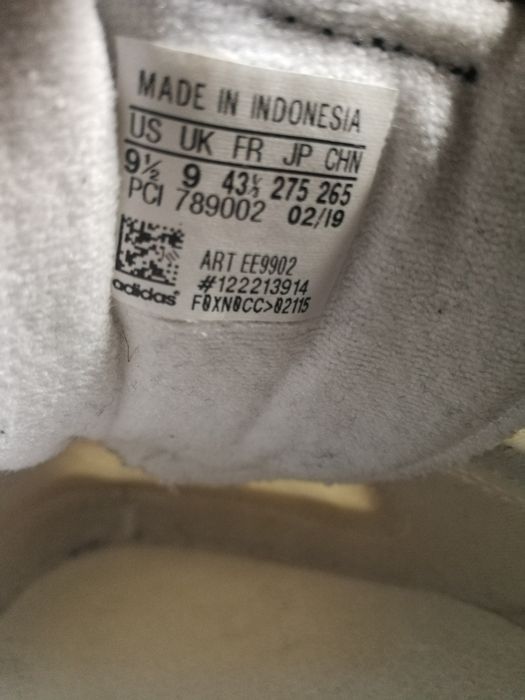 MADE IN INDONESIA
US UK FR JP CHN
9½ 9 43⅓ 275 265
PCI 789002 02/19
ART EE9902
#122213914
adidas F0XN0CC>02115